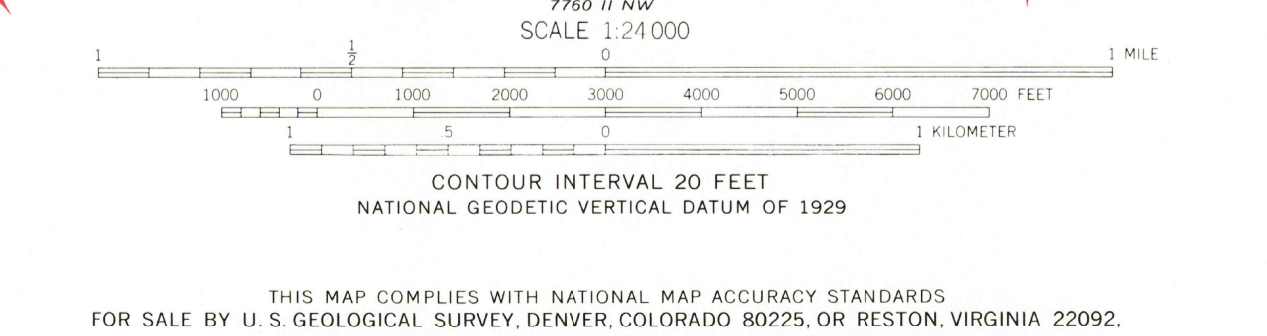 7760 II NW
SCALE 1:24 000
1 1/2 0 1 MILE
1000 0 1000 2000 3000 4000 5000 6000 7000 FEET
1 .5 0 1 KILOMETER
CONTOUR INTERVAL 20 FEET
NATIONAL GEODETIC VERTICAL DATUM OF 1929
THIS MAP COMPLIES WITH NATIONAL MAP ACCURACY STANDARDS
FOR SALE BY U. S. GEOLOGICAL SURVEY, DENVER, COLORADO 80225, OR RESTON, VIRGINIA 22092,